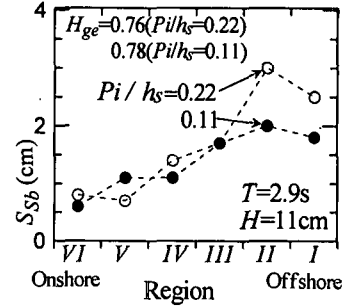 4
H_ge=0.76(Pi/h_s=0.22)
0.78(Pi/h_s=0.11)
Pi/h_s=0.22
0.11
2
S_Sb (cm)
T=2.9s
H=11cm
0
VI V IV III II I
Onshore Region Offshore